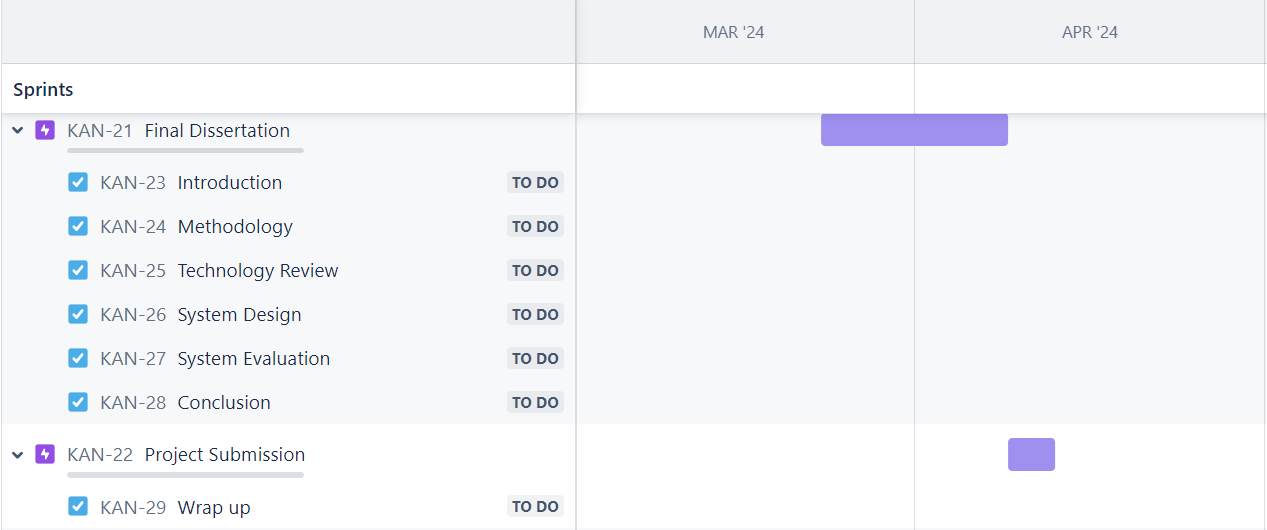 MAR '24 APR '24
Sprints
KAN-21 Final Dissertation
KAN-23 Introduction TO DO
KAN-24 Methodology TO DO
KAN-25 Technology Review TO DO
KAN-26 System Design TO DO
KAN-27 System Evaluation TO DO
KAN-28 Conclusion TO DO
KAN-22 Project Submission
KAN-29 Wrap up TO DO